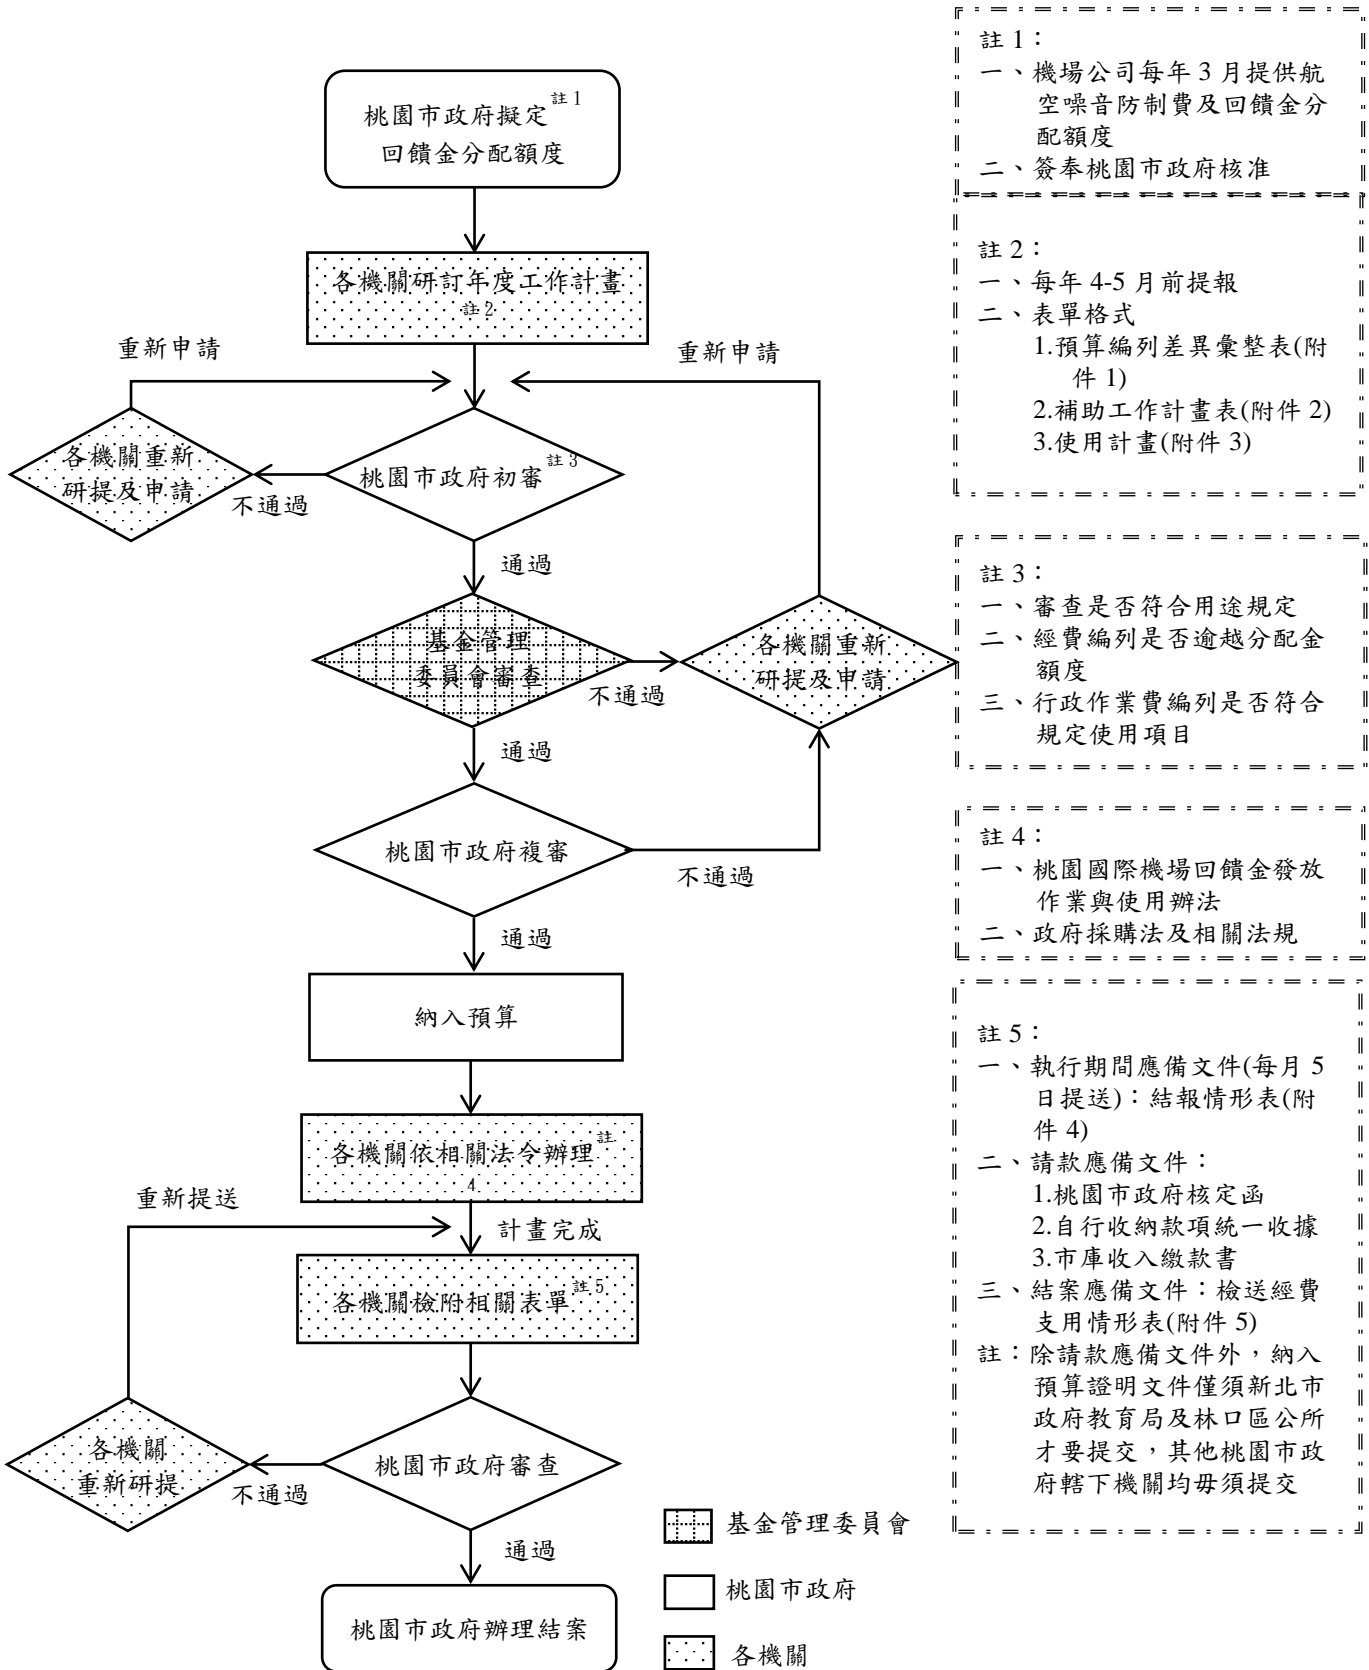 桃園市政府擬定註1
回饋金分配額度
各機關研訂年度工作計畫
註2
重新申請
重新申請
各機關重新
研提及申請
不通過
桃園市政府初審註3
通過
基金管理
委員會審查
不通過
各機關重新
研提及申請
通過
桃園市政府複審
不通過
通過
納入預算
各機關依相關法令辦理註
4
重新提送
計畫完成
各機關檢附相關表單註5
各機關
重新研提
不通過
桃園市政府審查
通過
桃園市政府辦理結案
基金管理委員會
桃園市政府
各機關
註 1：
一、機場公司每年 3 月提供航
空噪音防制費及回饋金分
配額度
二、簽奉桃園市政府核准
註 2：
一、每年 4-5 月前提報
二、表單格式
1.預算編列差異彙整表(附
件 1)
2.補助工作計畫表(附件 2)
3.使用計畫(附件 3)
註 3：
一、審查是否符合用途規定
二、經費編列是否逾越分配金
額度
三、行政作業費編列是否符合
規定使用項目
註 4：
一、桃園國際機場回饋金發放
作業與使用辦法
二、政府採購法及相關法規
註 5：
一、執行期間應備文件(每月 5
日提送)：結報情形表(附
件 4)
二、請款應備文件：
1.桃園市政府核定函
2.自行收納款項統一收據
3.市庫收入繳款書
三、結案應備文件：檢送經費
支用情形表(附件 5)
註：除請款應備文件外，納入
預算證明文件僅須新北市
政府教育局及林口區公所
才要提交，其他桃園市政
府轄下機關均毋須提交